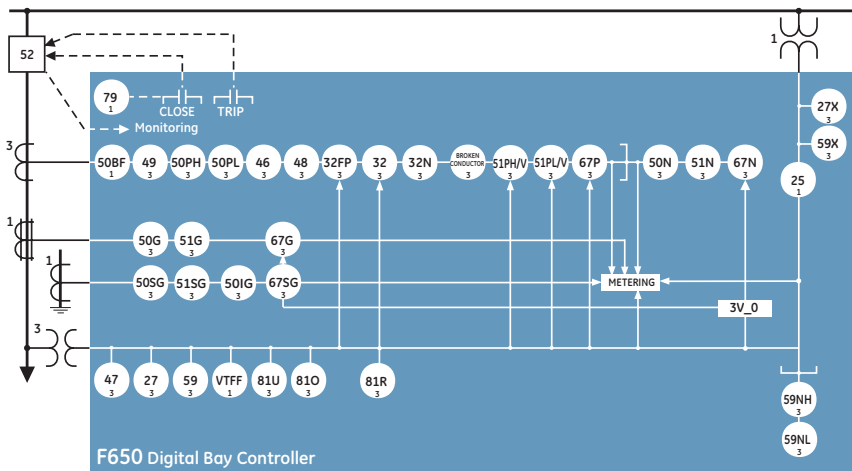 1
52
79
1
CLOSE
TRIP
Monitoring
27X
3
59X
3
25
1
3
50BF
1
49
3
50PH
3
50PL
3
46
3
48
3
32FP
3
32
3
32N
3
BROKEN
CONDUCTOR
3
51PH/V
3
51PL/V
3
67P
3
50N
3
51N
3
67N
3
1
50G
3
51G
3
67G
3
1
50SG
3
51SG
3
50IG
3
67SG
3
METERING
3V_0
3
47
3
27
3
59
3
VTFF
1
81U
3
81O
3
81R
3
59NH
3
59NL
3
F650 Digital Bay Controller